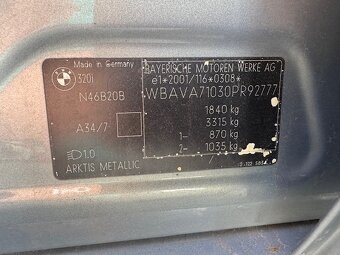 Made in Germany
320i
N46B20B
A34/7
1.0
ARKTIS METALLIC
BAYERISCHE MOTOREN WERKE AG
e1*2001/116*0308*
WBAVA71030PR92777
1840 kg
3315 kg
1- 870 kg
2- 1035 kg